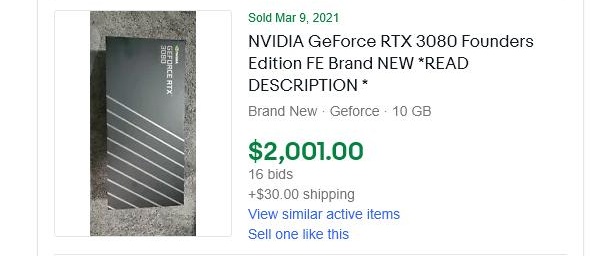 GEFORCE RTX
3080
Sold Mar 9, 2021
NVIDIA GeForce RTX 3080 Founders
Edition FE Brand NEW *READ
DESCRIPTION *
Brand New · Geforce · 10 GB
$2,001.00
16 bids
+$30.00 shipping
View similar active items
Sell one like this